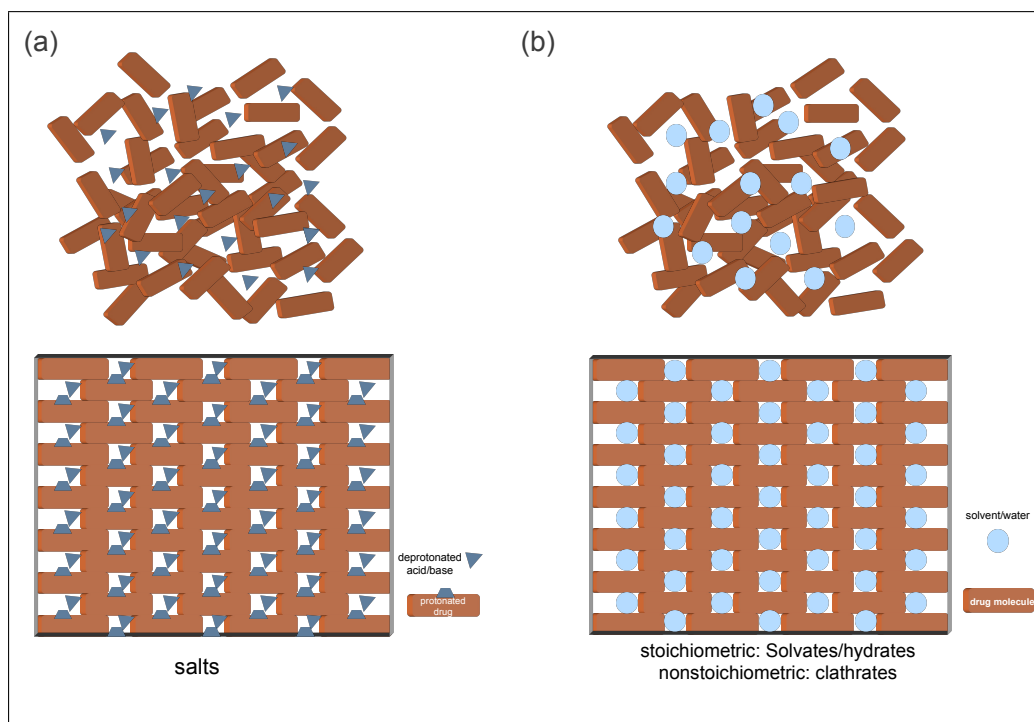 (a)
(b)
deprotonated
acid/base
protonated
drug
salts
solvent/water
drug molecule
stoichiometric: Solvates/hydrates
nonstoichiometric: clathrates